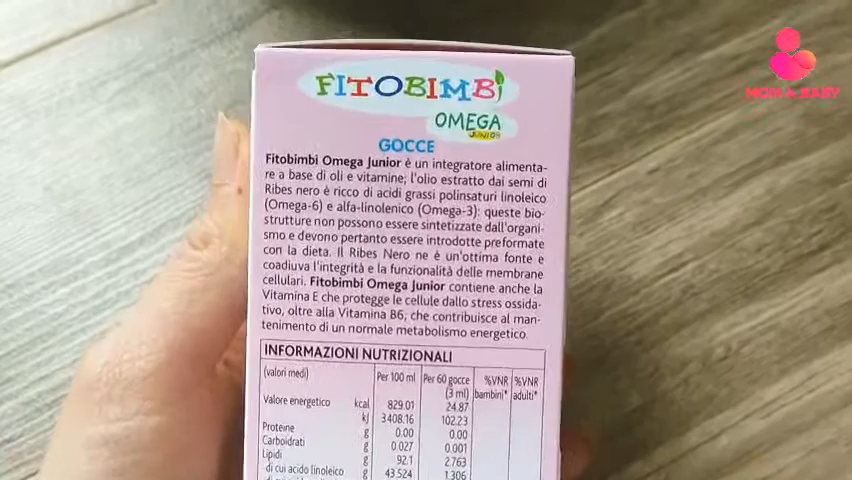 FITOBIMBI
OMEGA
JUNIOR
GOCCE
Fitobimbi Omega Junior è un integratore alimenta-
re a base di oli e vitamine; l'olio estratto dai semi di
Ribes nero è ricco di acidi grassi polinsaturi linoleico
(Omega-6) e alfa-linolenico (Omega-3): queste bio-
strutture non possono essere sintetizzate dall'organi-
smo e devono pertanto essere introdotte preformate
con la dieta. Il Ribes Nero ne è un'ottima fonte e
coadiuva l'integrità e la funzionalità delle membrane
cellulari. Fitobimbi Omega Junior contiene anche la
Vitamina E che protegge le cellule dallo stress ossida-
tivo, oltre alla Vitamina B6, che contribuisce al man-
tenimento di un normale metabolismo energetico.
INFORMAZIONI NUTRIZIONALI
(valori medi) Per 100 ml Per 60 gocce (3 ml) %VNR bambini* %VNR adulti*
Valore energetico kcal 829.01 24.87
kJ 3408.16 102.23
Proteine g 0.00 0.00
Carboidrati g 0.027 0.001
Lipidi g 92.1 2.763
di cui acido linoleico g 43.524 1.306
MOM & BABY